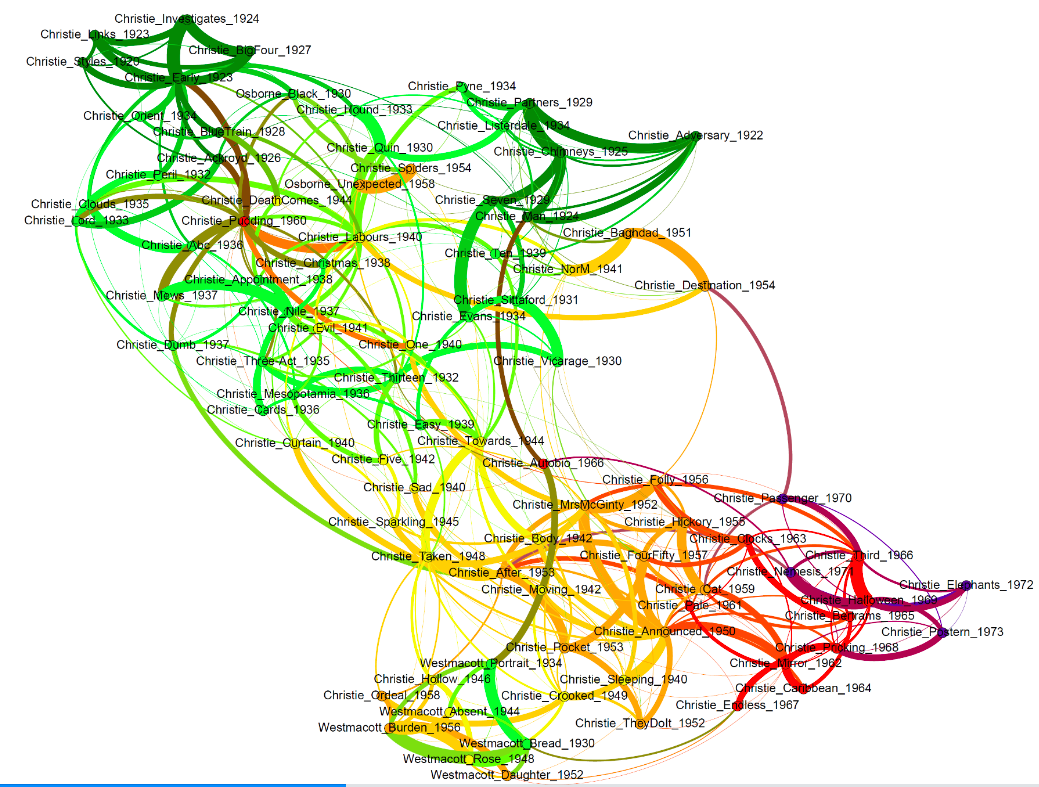 Christie_Investigates_1924
Christie_Links_1923
Christie_BigFour_1927
Christie_Styles_1920
Christie_Early_1923
Christie_Pyne_1934
Osborne_Black_1930
Christie_Partners_1929
Christie_Hound_1933
Christie_Orient_1934
Christie_Listerdale_1934
Christie_BlueTrain_1928
Christie_Adversary_1922
Christie_Quin_1930
Christie_Chimneys_1925
Christie_Ackroyd_1926
Christie_Spiders_1954
Christie_Peril_1932
Osborne_Unexpected_1958
Christie_DeathComes_1944
Christie_Seven_1929
Christie_Clouds_1935
Christie_Man_1924
Christie_Lord_1933
Christie_Pudding_1960
Christie_Baghdad_1951
Christie_Labours_1940
Christie_Abc_1936
Christie_Ten_1939
Christie_Christmas_1938
Christie_NorM_1941
Christie_Appointment_1938
Christie_Destination_1954
Christie_Mews_1937
Christie_Sittaford_1931
Christie_Nile_1937
Christie_Evans_1934
Christie_Evil_1941
Christie_Dumb_1937
Christie_One_1940
Christie_Three-Act_1935
Christie_Vicarage_1930
Christie_Thirteen_1932
Christie_Mesopotamia_1936
Christie_Cards_1936
Christie_Easy_1939
Christie_Curtain_1940
Christie_Towards_1944
Christie_Five_1942
Christie_Autobio_1966
Christie_Folly_1956
Christie_Sad_1940
Christie_Passenger_1970
Christie_MrsMcGinty_1952
Christie_Sparkling_1945
Christie_Hickory_1955
Christie_Body_1942
Christie_Clocks_1963
Christie_Taken_1948
Christie_FourFifty_1957
Christie_Third_1966
Christie_After_1953
Christie_Nemesis_1971
Christie_Elephants_1972
Christie_Moving_1942
Christie_Cat_1959
Christie_Halloween_1969
Christie_Pale_1961
Christie_Bertrams_1965
Christie_Announced_1950
Christie_Postern_1973
Christie_Pocket_1953
Christie_Pricking_1968
Westmacott_Portrait_1934
Christie_Mirror_1962
Christie_Hollow_1946
Christie_Sleeping_1940
Christie_Caribbean_1964
Christie_Ordeal_1958
Christie_Crooked_1949
Christie_Endless_1967
Westmacott_Absent_1944
Christie_TheyDoIt_1952
Westmacott_Burden_1956
Westmacott_Bread_1930
Westmacott_Rose_1948
Westmacott_Daughter_1952